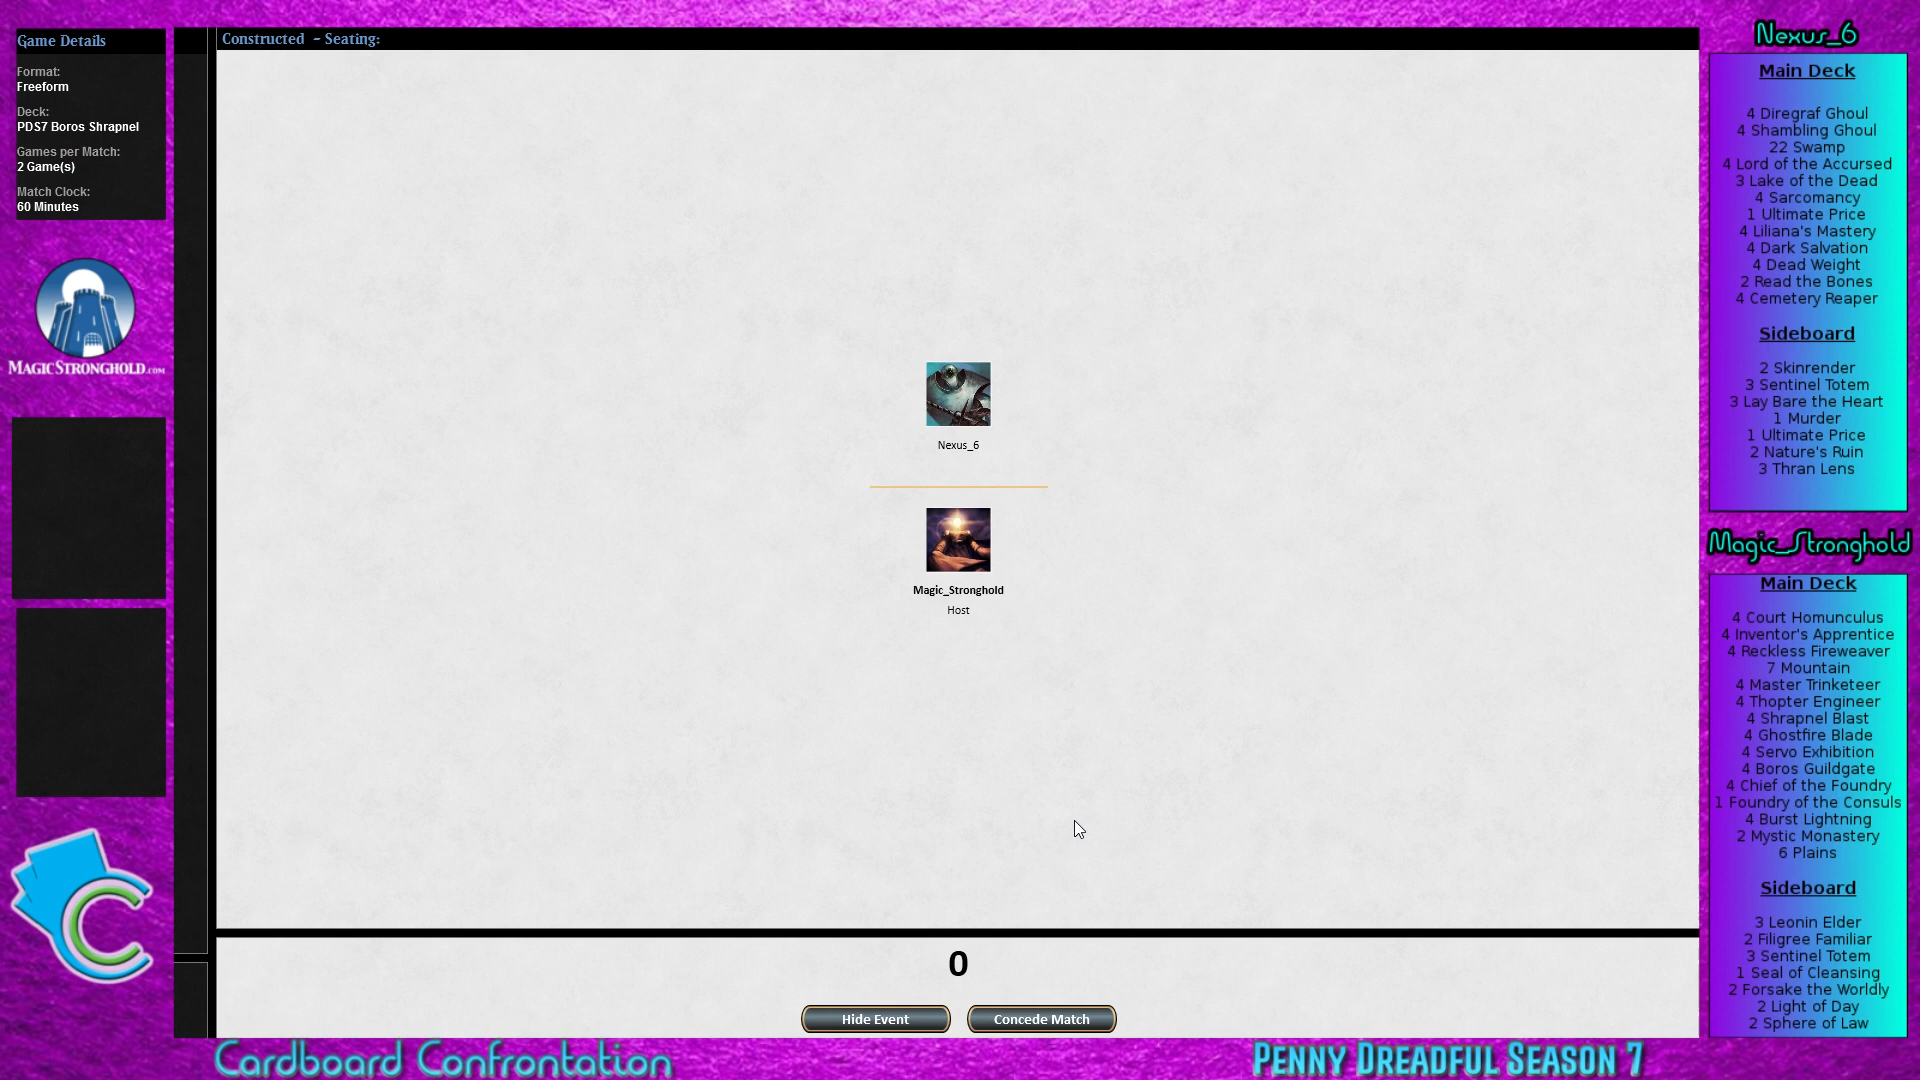 Game Details
Format:
Freeform
Deck:
PDS7 Boros Shrapnel
Games per Match:
2 Game(s)
Match Clock:
60 Minutes
MAGICSTRONGHOLD.COM
Constructed ~ Seating:
Nexus_6
Magic_Stronghold
Host
0
Hide Event
Concede Match
Nexus_6
Main Deck
4 Diregraf Ghoul
4 Shambling Ghoul
22 Swamp
4 Lord of the Accursed
3 Lake of the Dead
4 Sarcomancy
1 Ultimate Price
4 Liliana's Mastery
4 Dark Salvation
4 Dead Weight
2 Read the Bones
4 Cemetery Reaper
Sideboard
2 Skinrender
3 Sentinel Totem
3 Lay Bare the Heart
1 Murder
1 Ultimate Price
2 Nature's Ruin
3 Thran Lens
Magic_Stronghold
Main Deck
4 Court Homunculus
4 Inventor's Apprentice
4 Reckless Fireweaver
7 Mountain
4 Master Trinketeer
4 Thopter Engineer
4 Shrapnel Blast
4 Ghostfire Blade
4 Servo Exhibition
4 Boros Guildgate
4 Chief of the Foundry
1 Foundry of the Consuls
4 Burst Lightning
2 Mystic Monastery
6 Plains
Sideboard
3 Leonin Elder
2 Filigree Familiar
3 Sentinel Totem
1 Seal of Cleansing
2 Forsake the Worldly
2 Light of Day
2 Sphere of Law
Cardboard Confrontation
PENNY DREADFUL SEASON 7